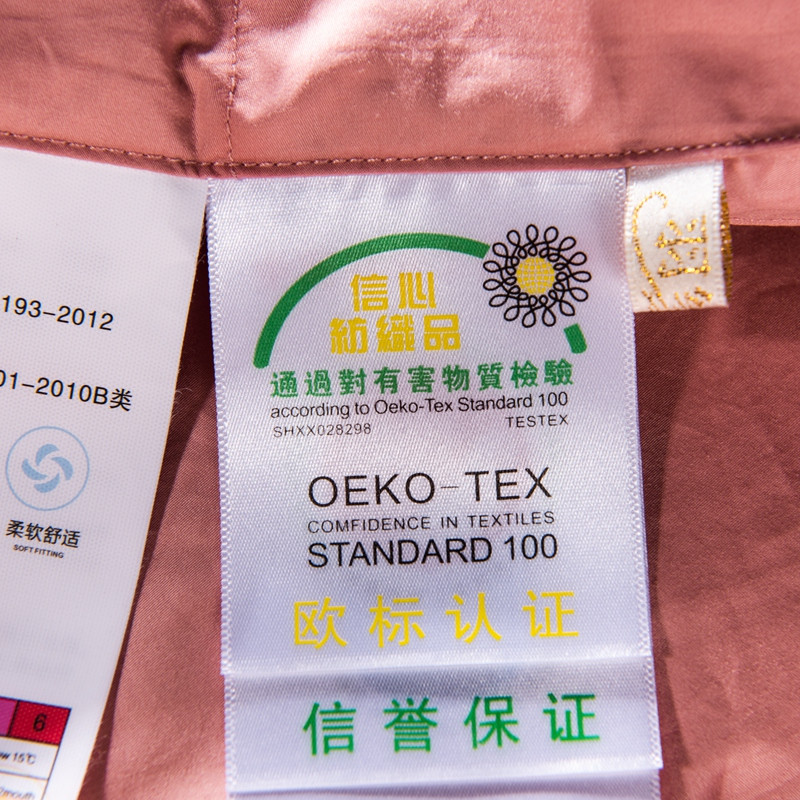 193-2012
01-2010B类
柔软舒适
SOFT FITTING
6
信心
紡織品
通過對有害物質檢驗
according to Oeko-Tex Standard 100
SHXX028298 TESTEX
OEKO-TEX
COMFIDENCE IN TEXTILES
STANDARD 100
欧标认证
信誉保证